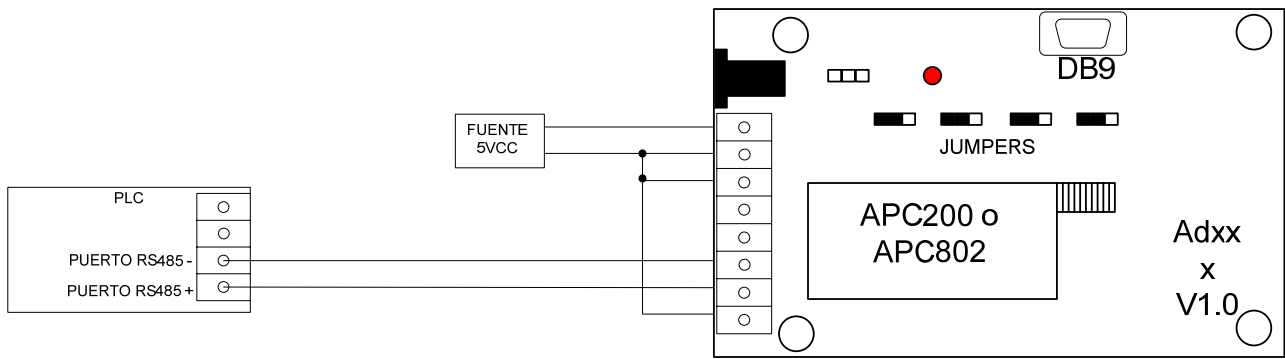 DB9
FUENTE
5VCC
JUMPERS
PLC
APC200 o
APC802
PUERTO RS485 -
PUERTO RS485 +
Adxx
x
V1.0